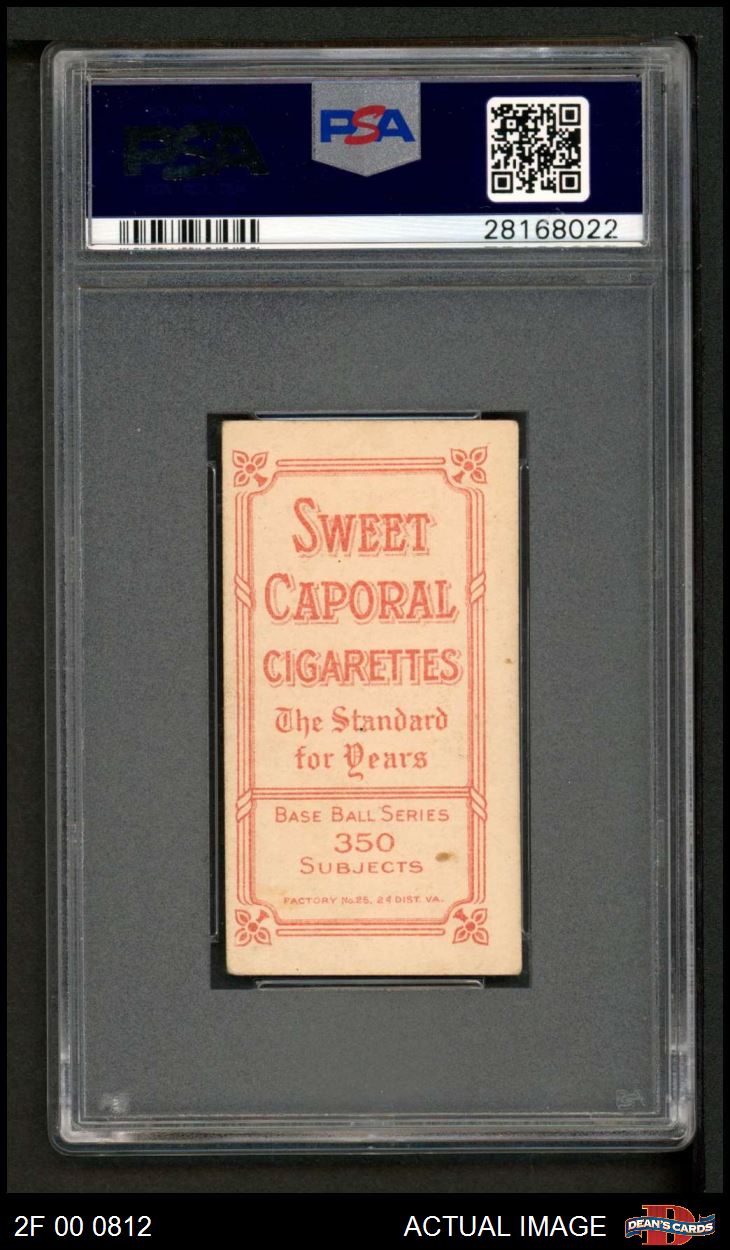 PSA
PSA
28168022
SWEET
CAPORAL
CIGARETTES
The Standard
for Years
BASE BALL SERIES
350
SUBJECTS
FACTORY No.25, 2d DIST. VA.
2F 00 0812
ACTUAL IMAGE
D
DEAN'S CARDS